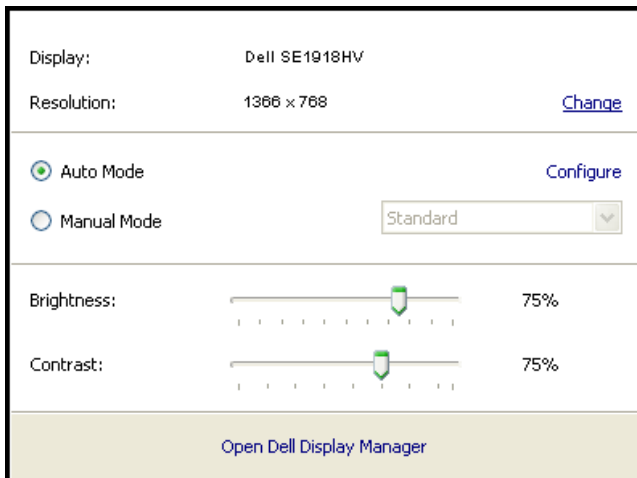 Display: Dell SE1918HV
Resolution: 1366 x 768 Change
Auto Mode Configure
Manual Mode Standard
Brightness: 75%
Contrast: 75%
Open Dell Display Manager